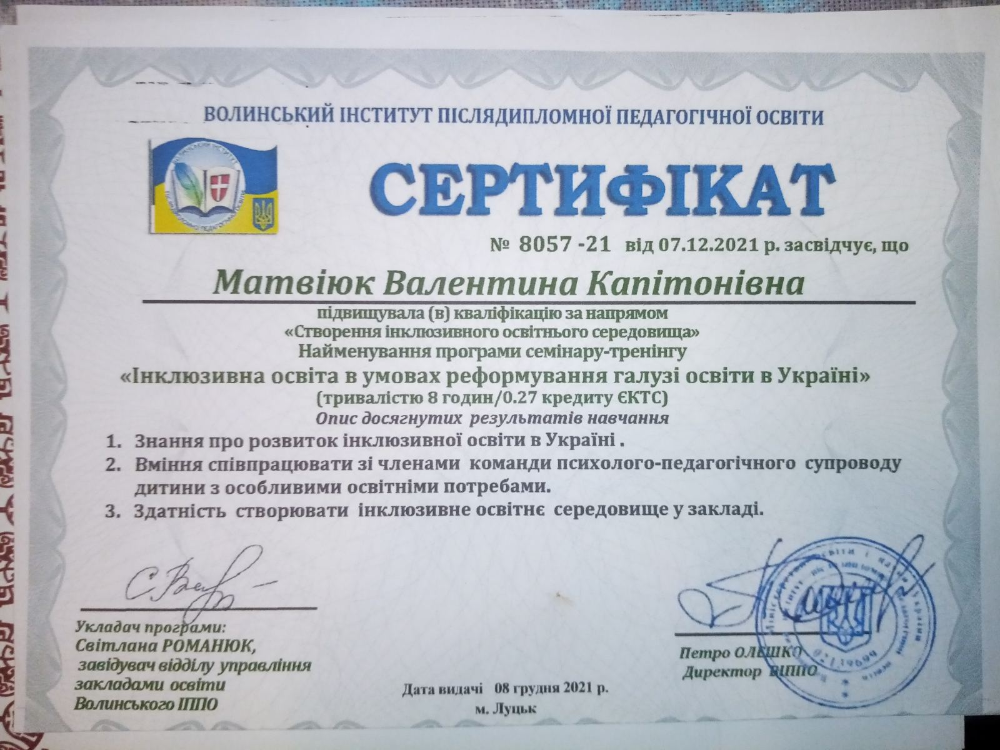 ВОЛИНСЬКИЙ ІНСТИТУТ ПІСЛЯДИПЛОМНОЇ ПЕДАГОГІЧНОЇ ОСВІТИ
СЕРТИФІКАТ
№ 8057 -21 від 07.12.2021 р. засвідчує, що
Матвіюк Валентина Капітонівна
підвищувала (в) кваліфікацію за напрямом
«Створення інклюзивного освітнього середовища»
Найменування програми семінару-тренінгу
«Інклюзивна освіта в умовах реформування галузі освіти в Україні»
(тривалістю 8 годин/0.27 кредиту ЄКТС)
Опис досягнутих результатів навчання
1. Знання про розвиток інклюзивної освіти в Україні .
2. Вміння співпрацювати зі членами команди психолого-педагогічного супроводу
дитини з особливими освітніми потребами.
3. Здатність створювати інклюзивне освітнє середовище у закладі.
Укладач програми:
Світлана РОМАНЮК,
завідувач відділу управління
закладами освіти
Волинського ІППО
Петро ОЛЕШКО
Директор ВІППО
Дата видачі 08 грудня 2021 р.
м. Луцьк